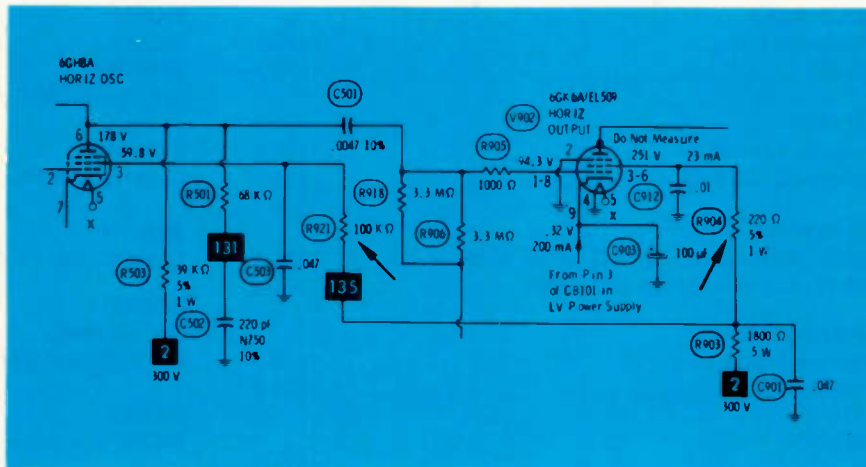 6GH8A
HORIZ OSC
6
178 V
59.8 V
2
3
7
5
X
C501
.0047 10%
R501
68 KΩ
131
R503
39 KΩ
5%
1 W
C502
220 pf
N750
10%
2
300 V
C503
.047
R921
100 KΩ
135
R918
3.3 MΩ
R906
3.3 MΩ
R905
1000 Ω
V902
6GK6A/EL509
HORIZ
OUTPUT
Do Not Measure
2
251 V
23 mA
94.3 V
1-8
3-6
4
5
X
9
C912
.01
.32 V
200 mA
C903
100 µf
From Pin 3
of CB101 in
LV Power Supply
R904
220 Ω
5%
1 W
R903
1800 Ω
5 W
2
300 V
C901
.047